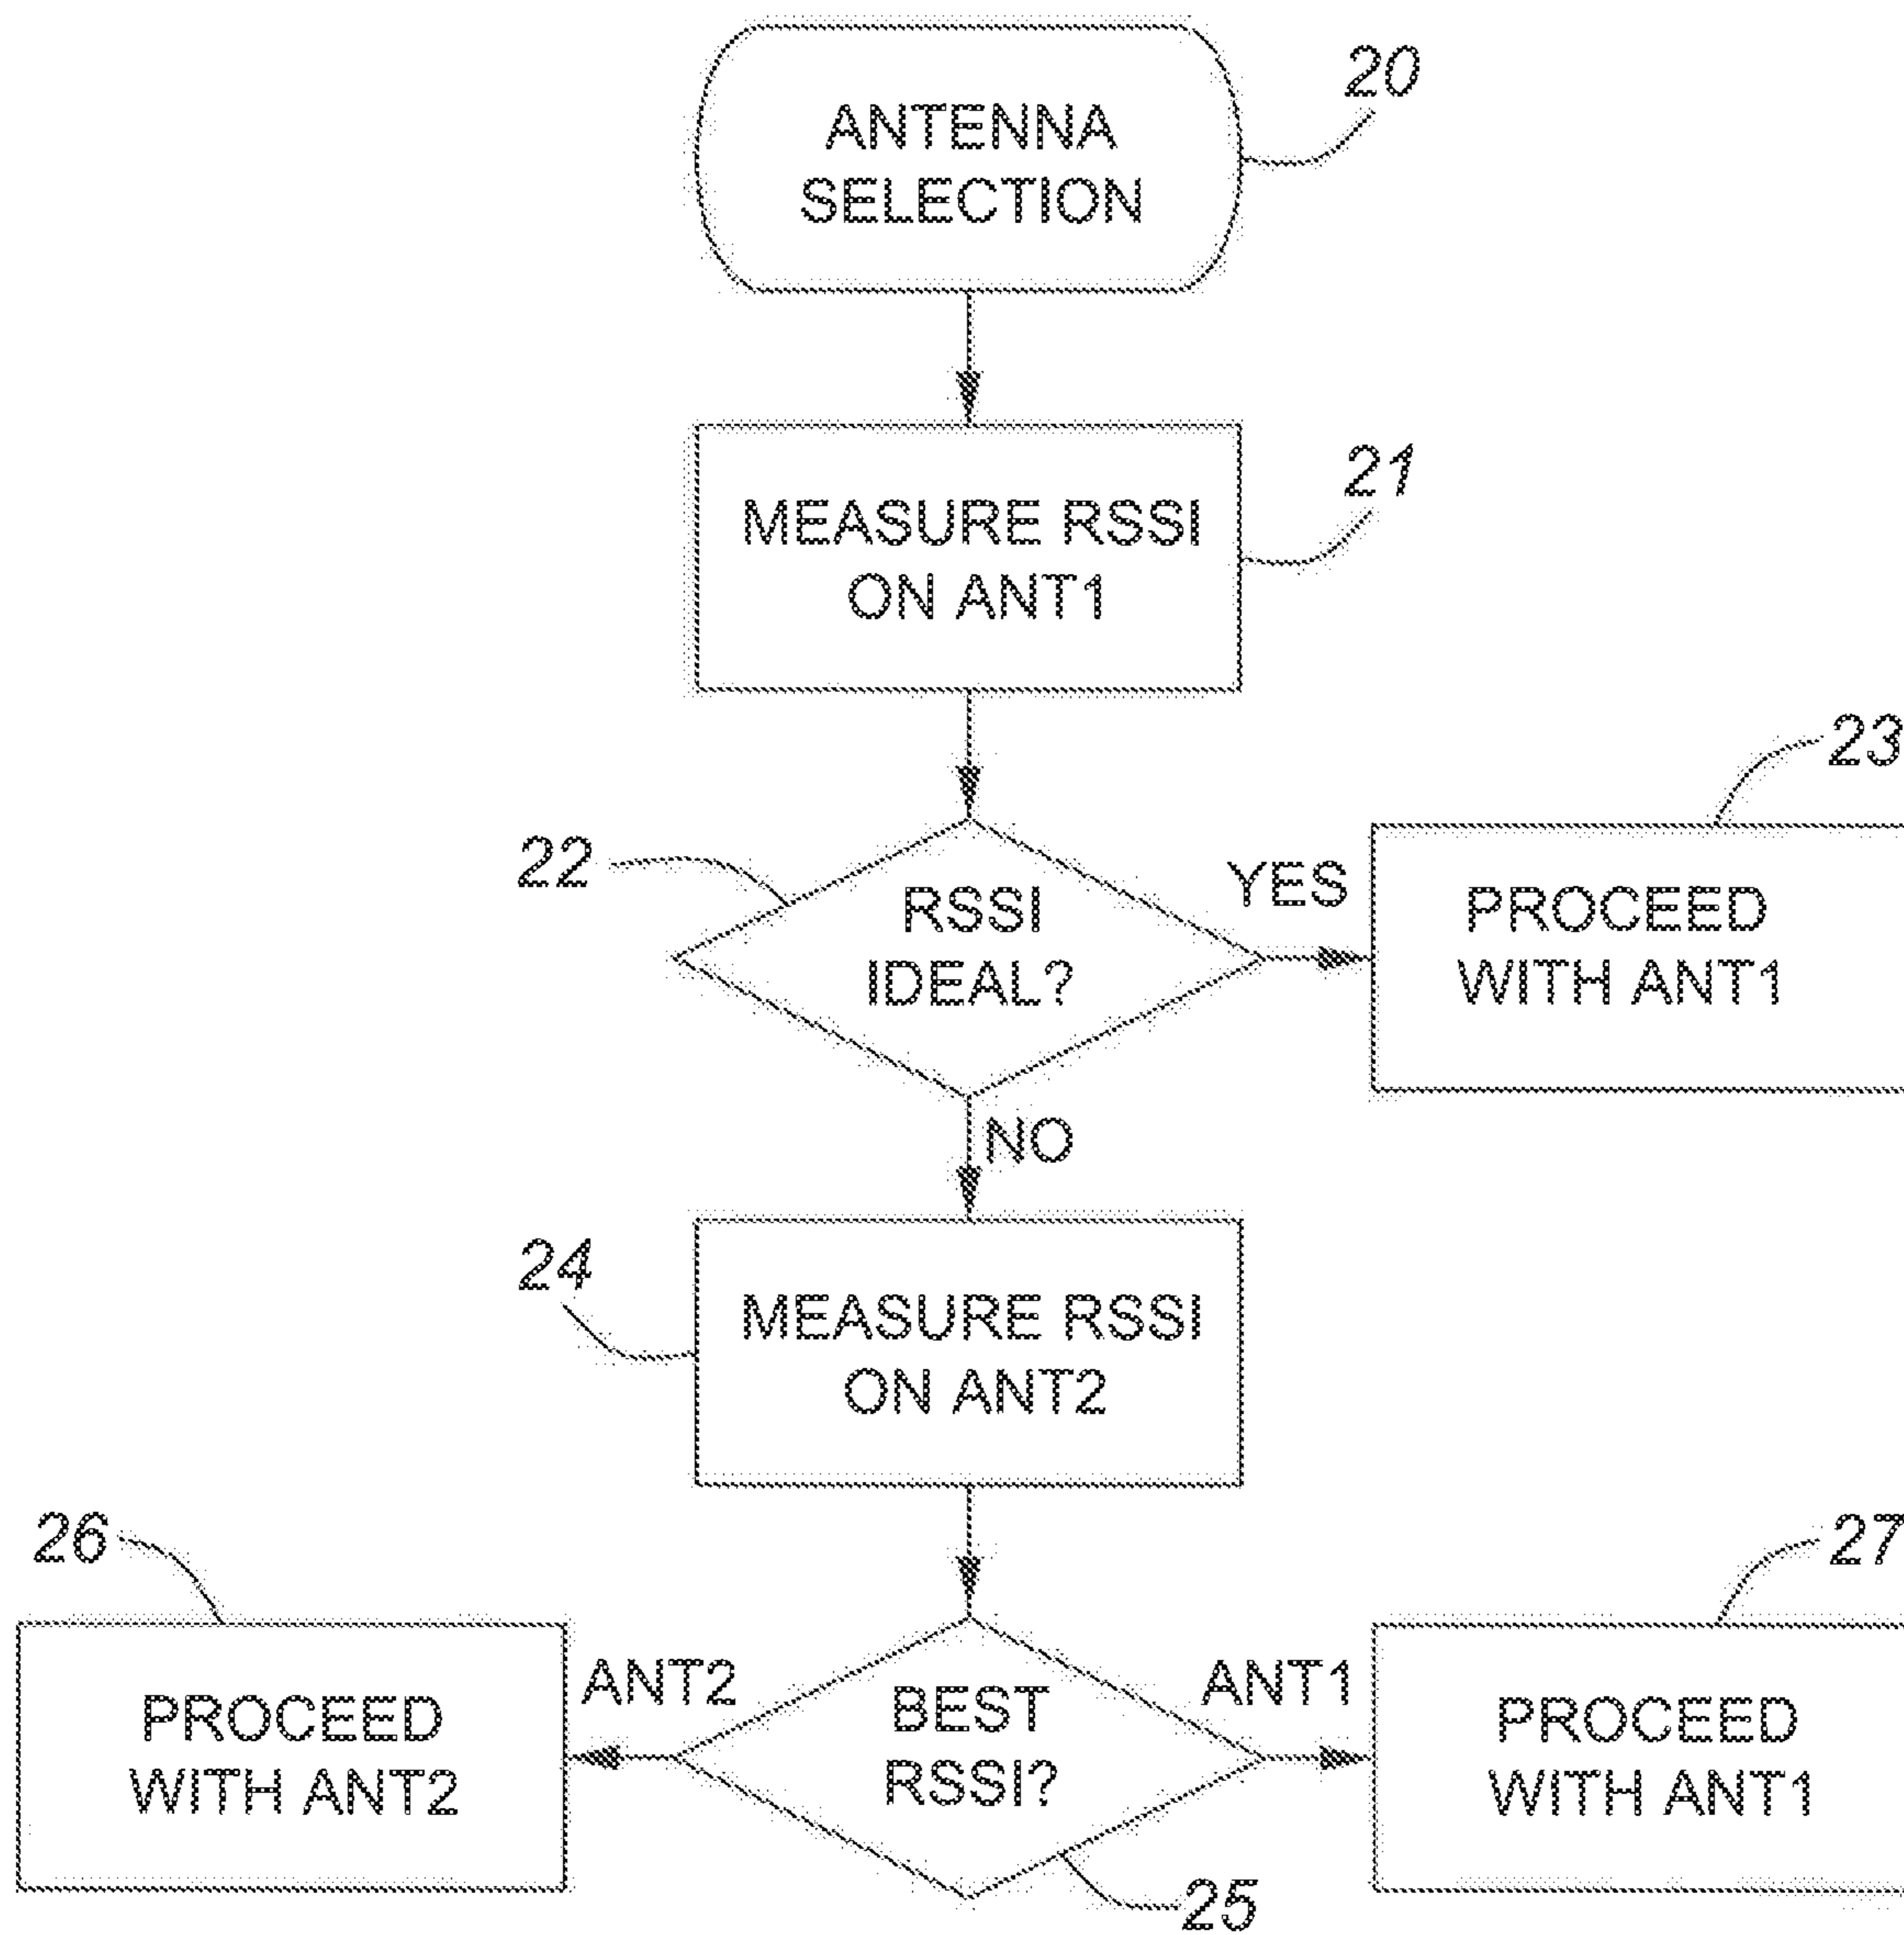 20
ANTENNA
SELECTION
21
MEASURE RSSI
ON ANT1
22
RSSI
IDEAL?
YES
23
PROCEED
WITH ANT1
NO
24
MEASURE RSSI
ON ANT2
26
PROCEED
WITH ANT2
ANT2
BEST
RSSI?
25
ANT1
27
PROCEED
WITH ANT1